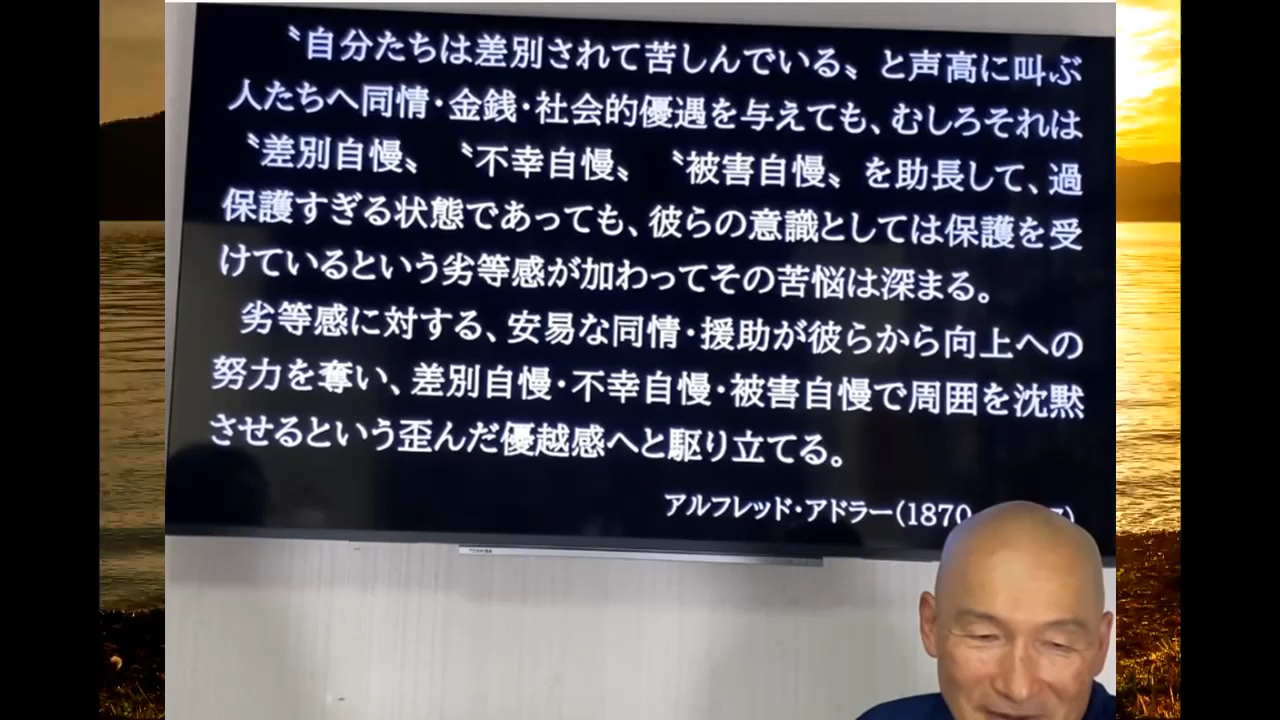 〝自分たちは差別されて苦しんでいる〟と声高に叫ぶ
人たちへ同情・金銭・社会的優遇を与えても、むしろそれは
〝差別自慢〟〝不幸自慢〟〝被害自慢〟を助長して、過
保護すぎる状態であっても、彼らの意識としては保護を受
けているという劣等感が加わってその苦悩は深まる。
劣等感に対する、安易な同情・援助が彼らから向上への
努力を奪い、差別自慢・不幸自慢・被害自慢で周囲を沈黙
させるという歪んだ優越感へと駆り立てる。
アルフレッド・アドラー(1870